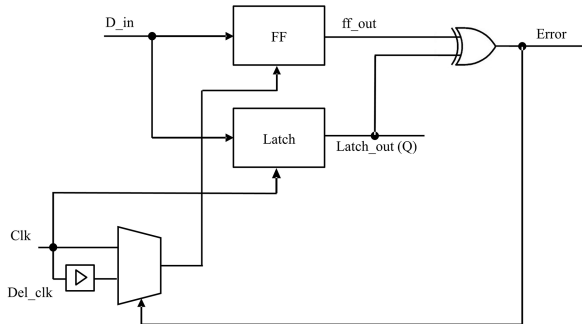 D_in
FF
ff_out
Error
Latch
Latch_out (Q)
Clk
Del_clk